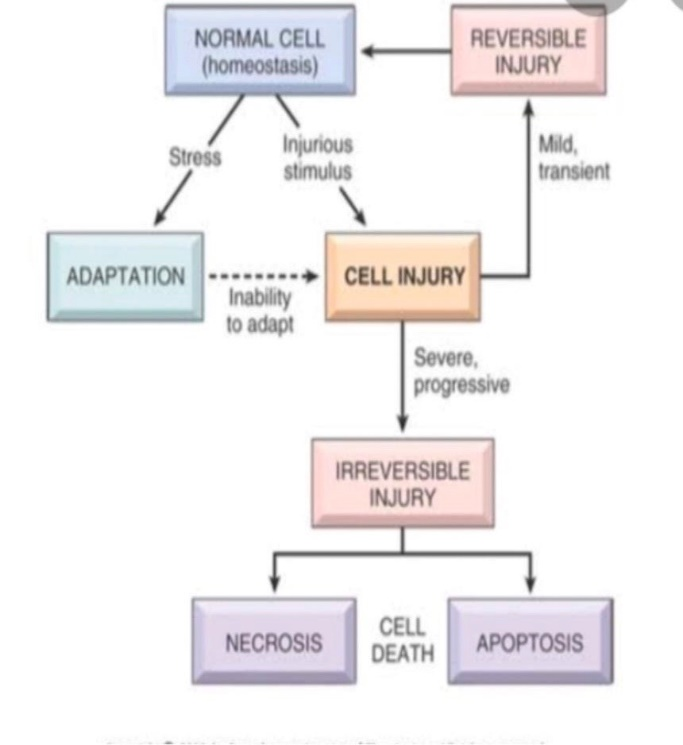 NORMAL CELL
(homeostasis)
REVERSIBLE
INJURY
Stress
Injurious
stimulus
Mild,
transient
ADAPTATION
Inability
to adapt
CELL INJURY
Severe,
progressive
IRREVERSIBLE
INJURY
NECROSIS
CELL
DEATH
APOPTOSIS